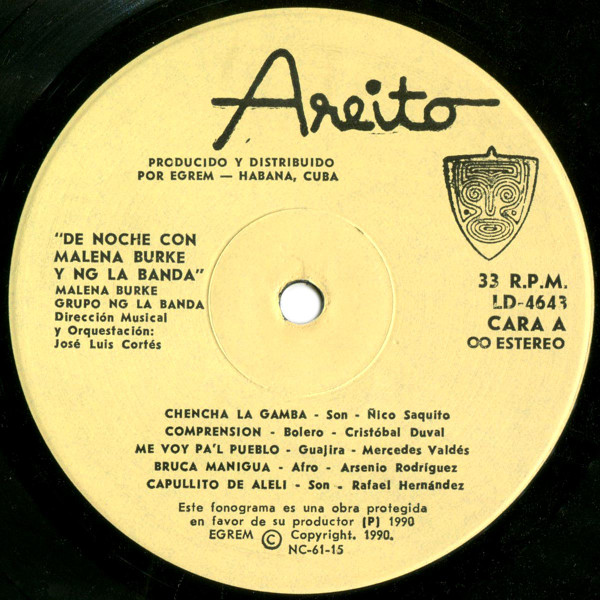 Areito
PRODUCIDO Y DISTRIBUIDO
POR EGREM — HABANA, CUBA
"DE NOCHE CON
MALENA BURKE
Y NG LA BANDA"
MALENA BURKE
GRUPO NG LA BANDA
Dirección Musical
y Orquestación:
José Luis Cortés
33 R.P.M.
LD-4643
CARA A
OO ESTEREO
CHENCHA LA GAMBA - Son - Ñico Saquito
COMPRENSION - Bolero - Cristóbal Duval
ME VOY PA'L PUEBLO - Guajira - Mercedes Valdés
BRUCA MANIGUA - Afro - Arsenio Rodríguez
CAPULLITO DE ALELI - Son - Rafael Hernández
Este fonograma es una obra protegida
en favor de su productor (P) 1990
EGREM © Copyright. 1990.
NC-61-15